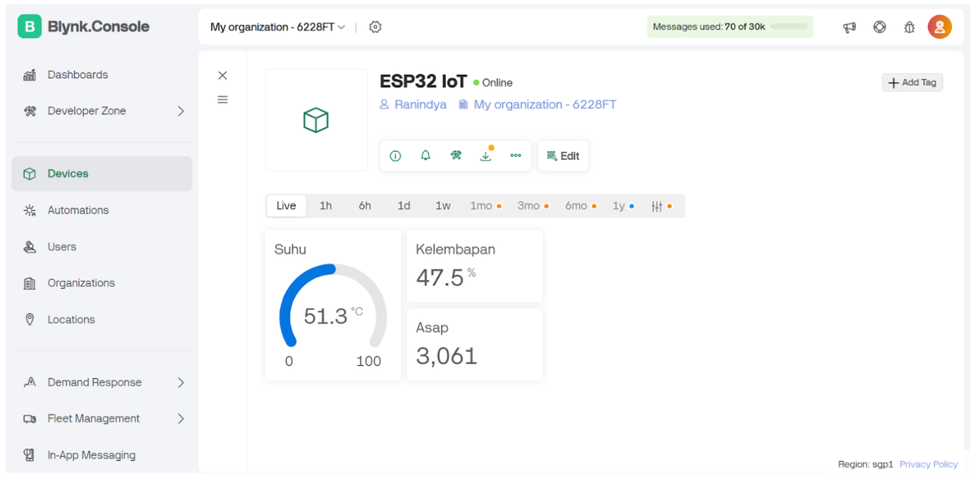 B Blynk.Console
My organization - 6228FT
Messages used: 70 of 30k
Dashboards
Developer Zone
Devices
Automations
Users
Organizations
Locations
Demand Response
Fleet Management
In-App Messaging
ESP32 IoT Online
Add Tag
Ranindya My organization - 6228FT
Edit
Live 1h 6h 1d 1w 1mo 3mo 6mo 1y
Suhu
51.3 °C
0 100
Kelembapan
47.5 %
Asap
3,061
Region: sgp1 Privacy Policy